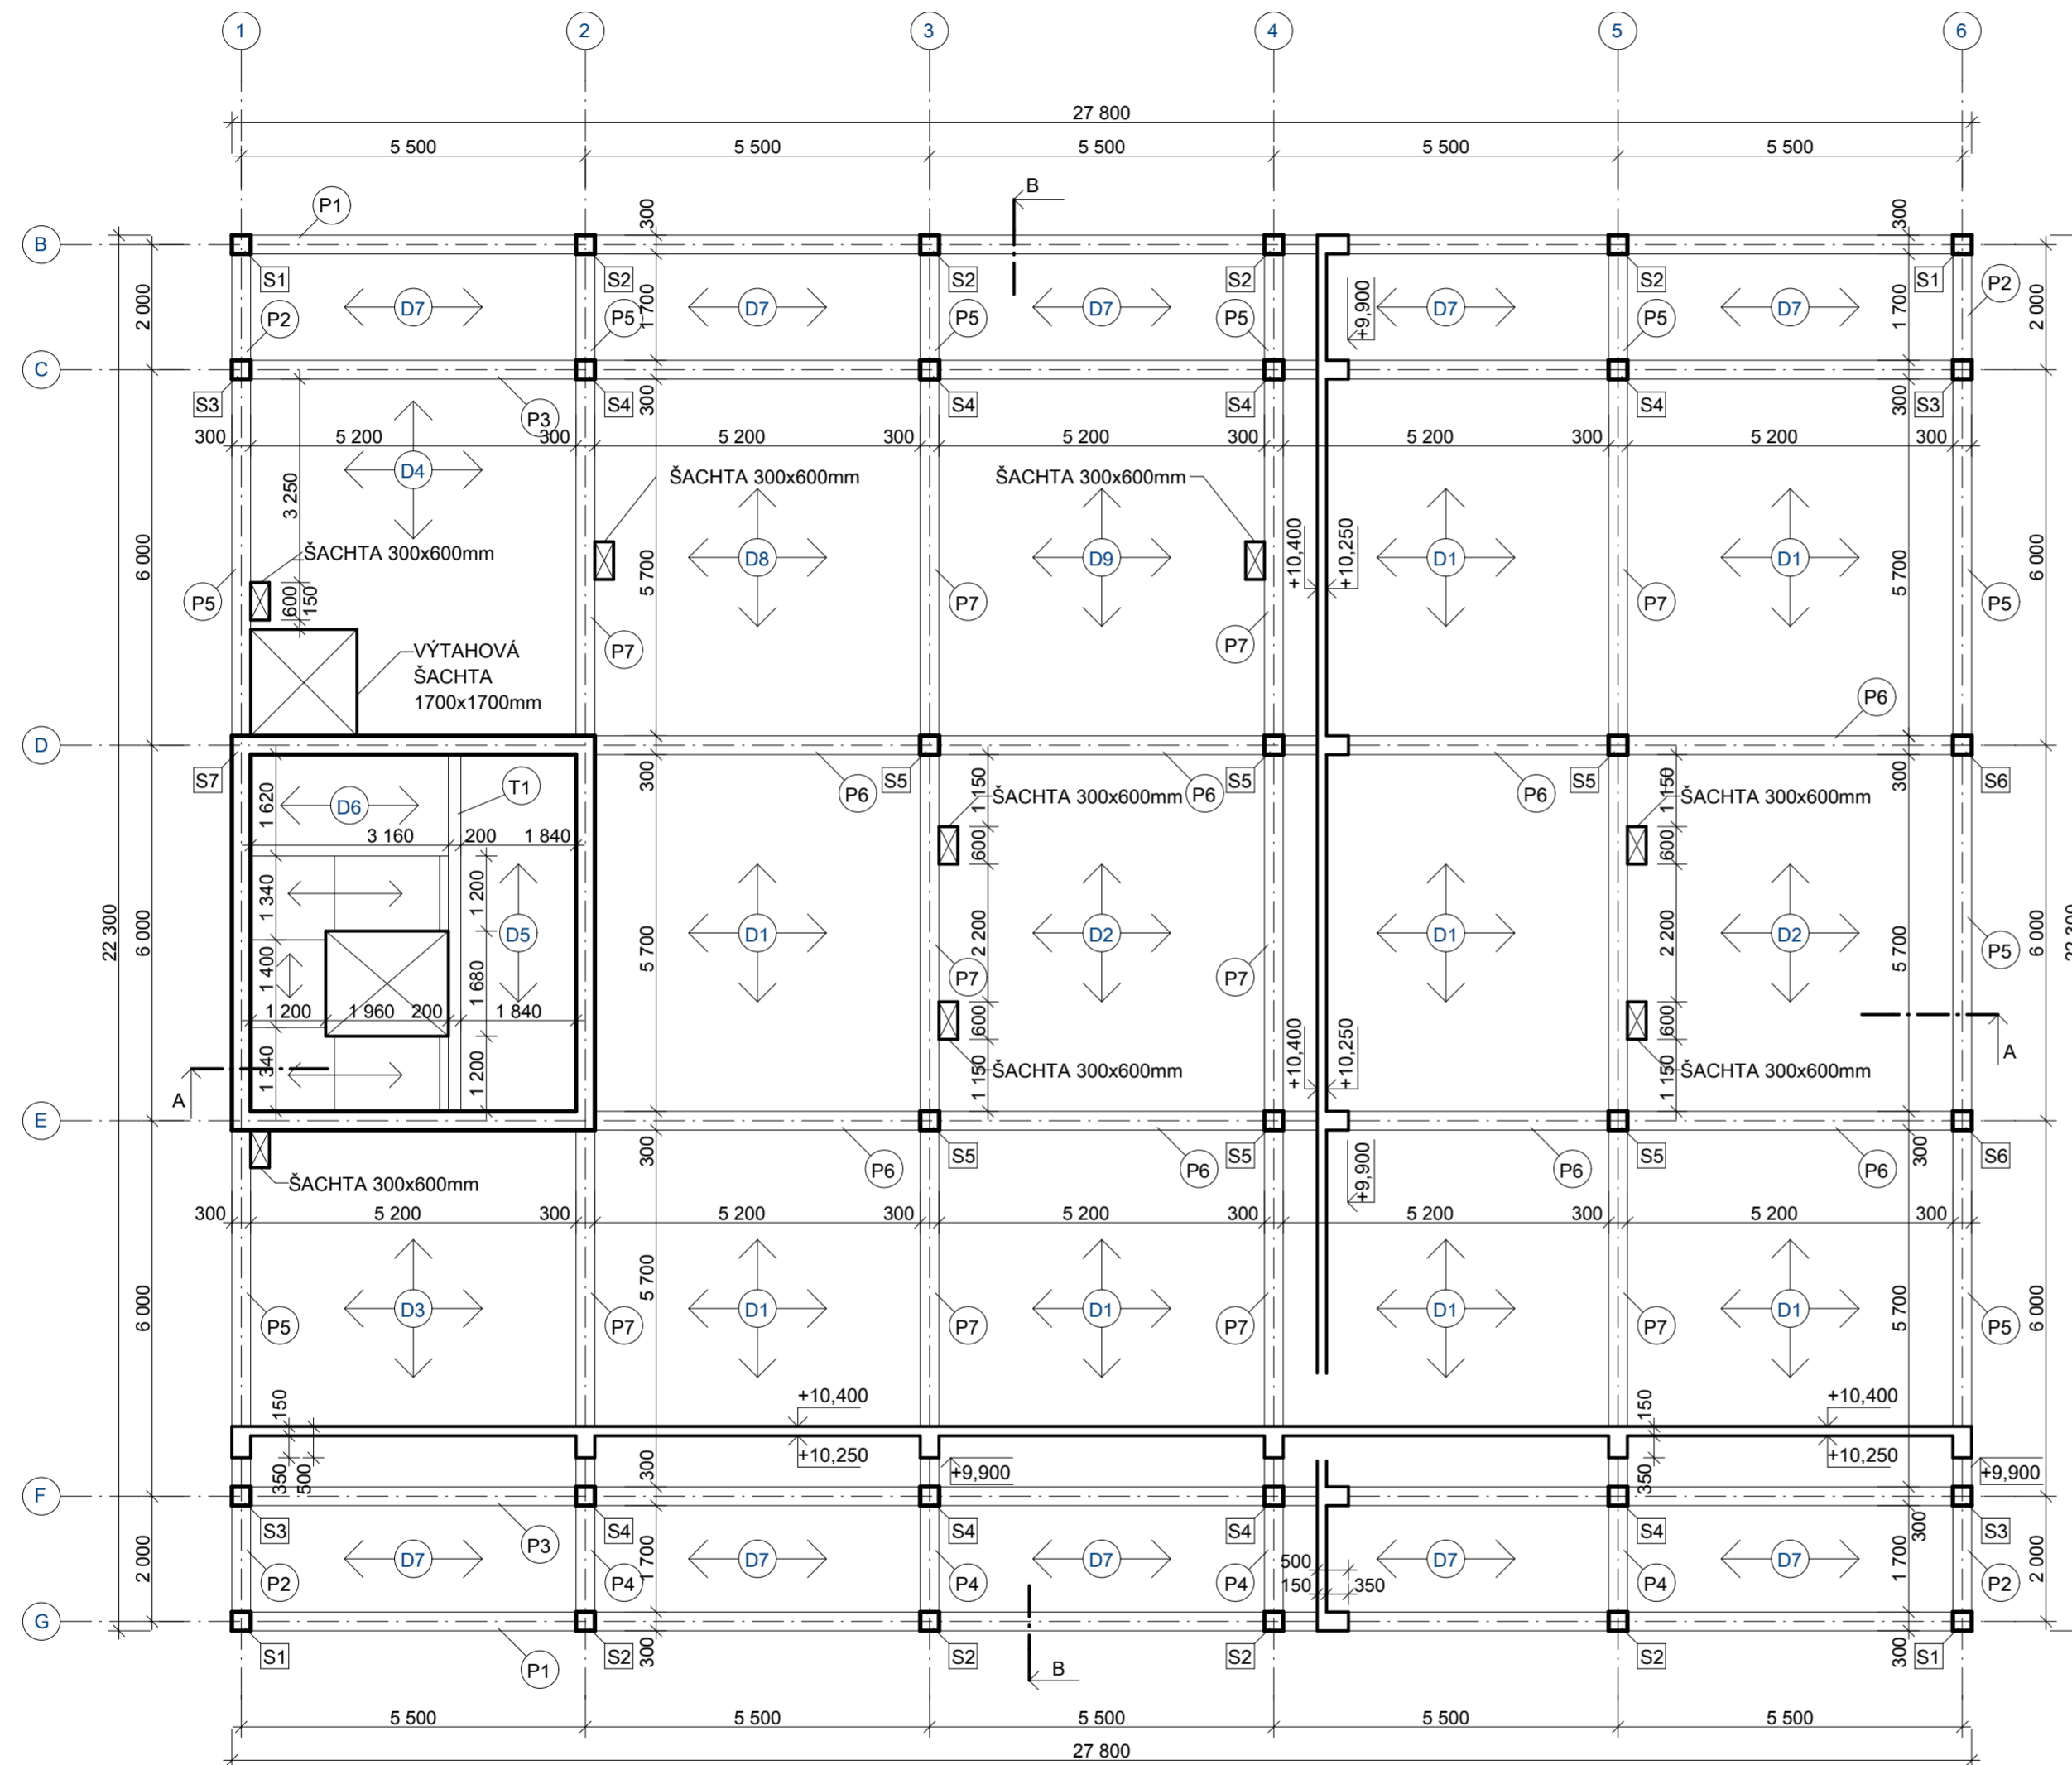 1
2
3
4
5
6
27 800
5 500
5 500
5 500
5 500
5 500
P1
B
300
300
B
S1
S2
S2
S2
S2
S1
P2
2 000
D7
1 700
D7
D7
D7
D7
1 700
2 000
P2
P5
P5
P5
+9,900
P5
C
S3
P3
S4
300
S4
S4
S4
300
S3
300
5 200
300
5 200
300
5 200
300
5 200
300
5 200
300
D4
3 250
ŠACHTA 300x600mm
ŠACHTA 300x600mm
6 000
ŠACHTA 300x600mm
5 700
D8
D9
+10,400
+10,250
D1
D1
5 700
6 000
P5
600
150
P7
P7
P7
P7
P5
VÝTAHOVÁ
ŠACHTA
1700x1700mm
P6
D
S7
300
P6
S5
P6
S5
P6
S5
300
S6
1 620
D6
T1
1 150
ŠACHTA 300x600mm
1 150
ŠACHTA 300x600mm
3 160
200
1 840
600
600
1 340
1 200
22 300
6 000
D5
5 700
D1
2 200
D2
D1
2 200
D2
5 700
6 000
22 300
1 400
1 680
P7
P7
P5
1 200
1 960
200
1 840
600
600
A
1 340
1 200
1 150
ŠACHTA 300x600mm
+10,400
+10,250
1 150
ŠACHTA 300x600mm
A
E
300
P6
S5
P6
S5
+9,900
P6
S5
P6
300
S6
ŠACHTA 300x600mm
300
5 200
300
5 200
300
5 200
300
5 200
300
5 200
300
6 000
D3
5 700
D1
D1
D1
D1
5 700
6 000
P5
P7
P7
P7
P7
P5
150
+10,400
150
+10,400
350
500
+10,250
+9,900
350
+10,250
+9,900
F
300
S3
P3
S4
S4
S4
S4
300
S3
2 000
D7
1 700
D7
D7
500
D7
D7
1 700
2 000
P2
P4
P4
P4
150
350
P4
P2
G
S1
P1
S2
300
S2
B
S2
S2
300
S1
5 500
5 500
5 500
5 500
5 500
27 800